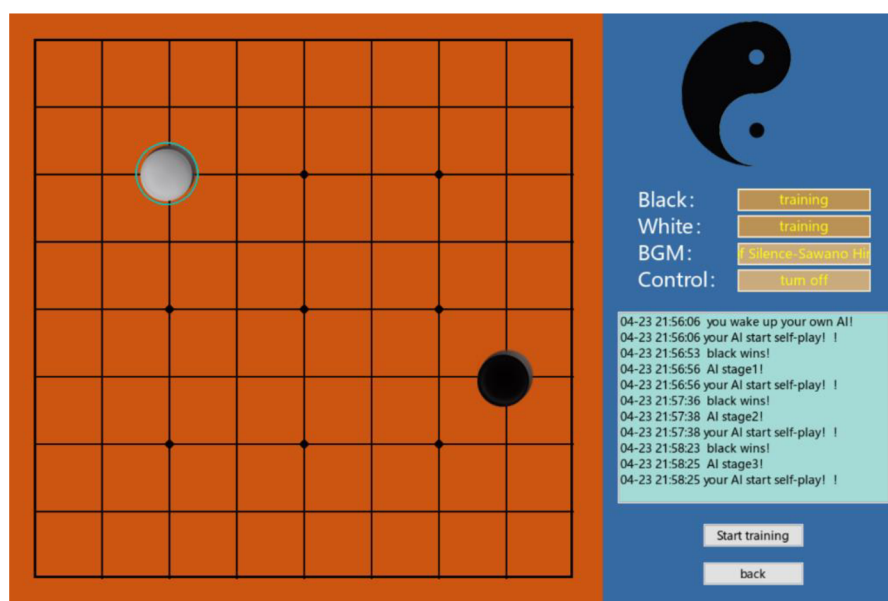 Black: training
White: training
BGM: f Silence-Sawano Hir
Control: turn off
04-23 21:56:06 you wake up your own AI!
04-23 21:56:06 your AI start self-play! !
04-23 21:56:53 black wins!
04-23 21:56:56 AI stage1!
04-23 21:56:56 your AI start self-play! !
04-23 21:57:36 black wins!
04-23 21:57:38 AI stage2!
04-23 21:57:38 your AI start self-play! !
04-23 21:58:23 black wins!
04-23 21:58:25 AI stage3!
04-23 21:58:25 your AI start self-play! !
Start training
back